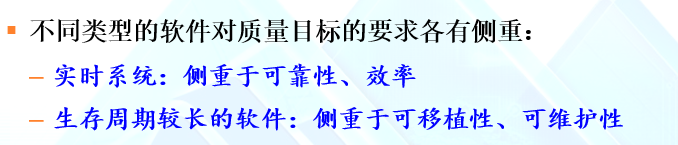 不同类型的软件对质量目标的要求各有侧重：
– 实时系统：侧重于可靠性、效率
– 生存周期较长的软件：侧重于可移植性、可维护性